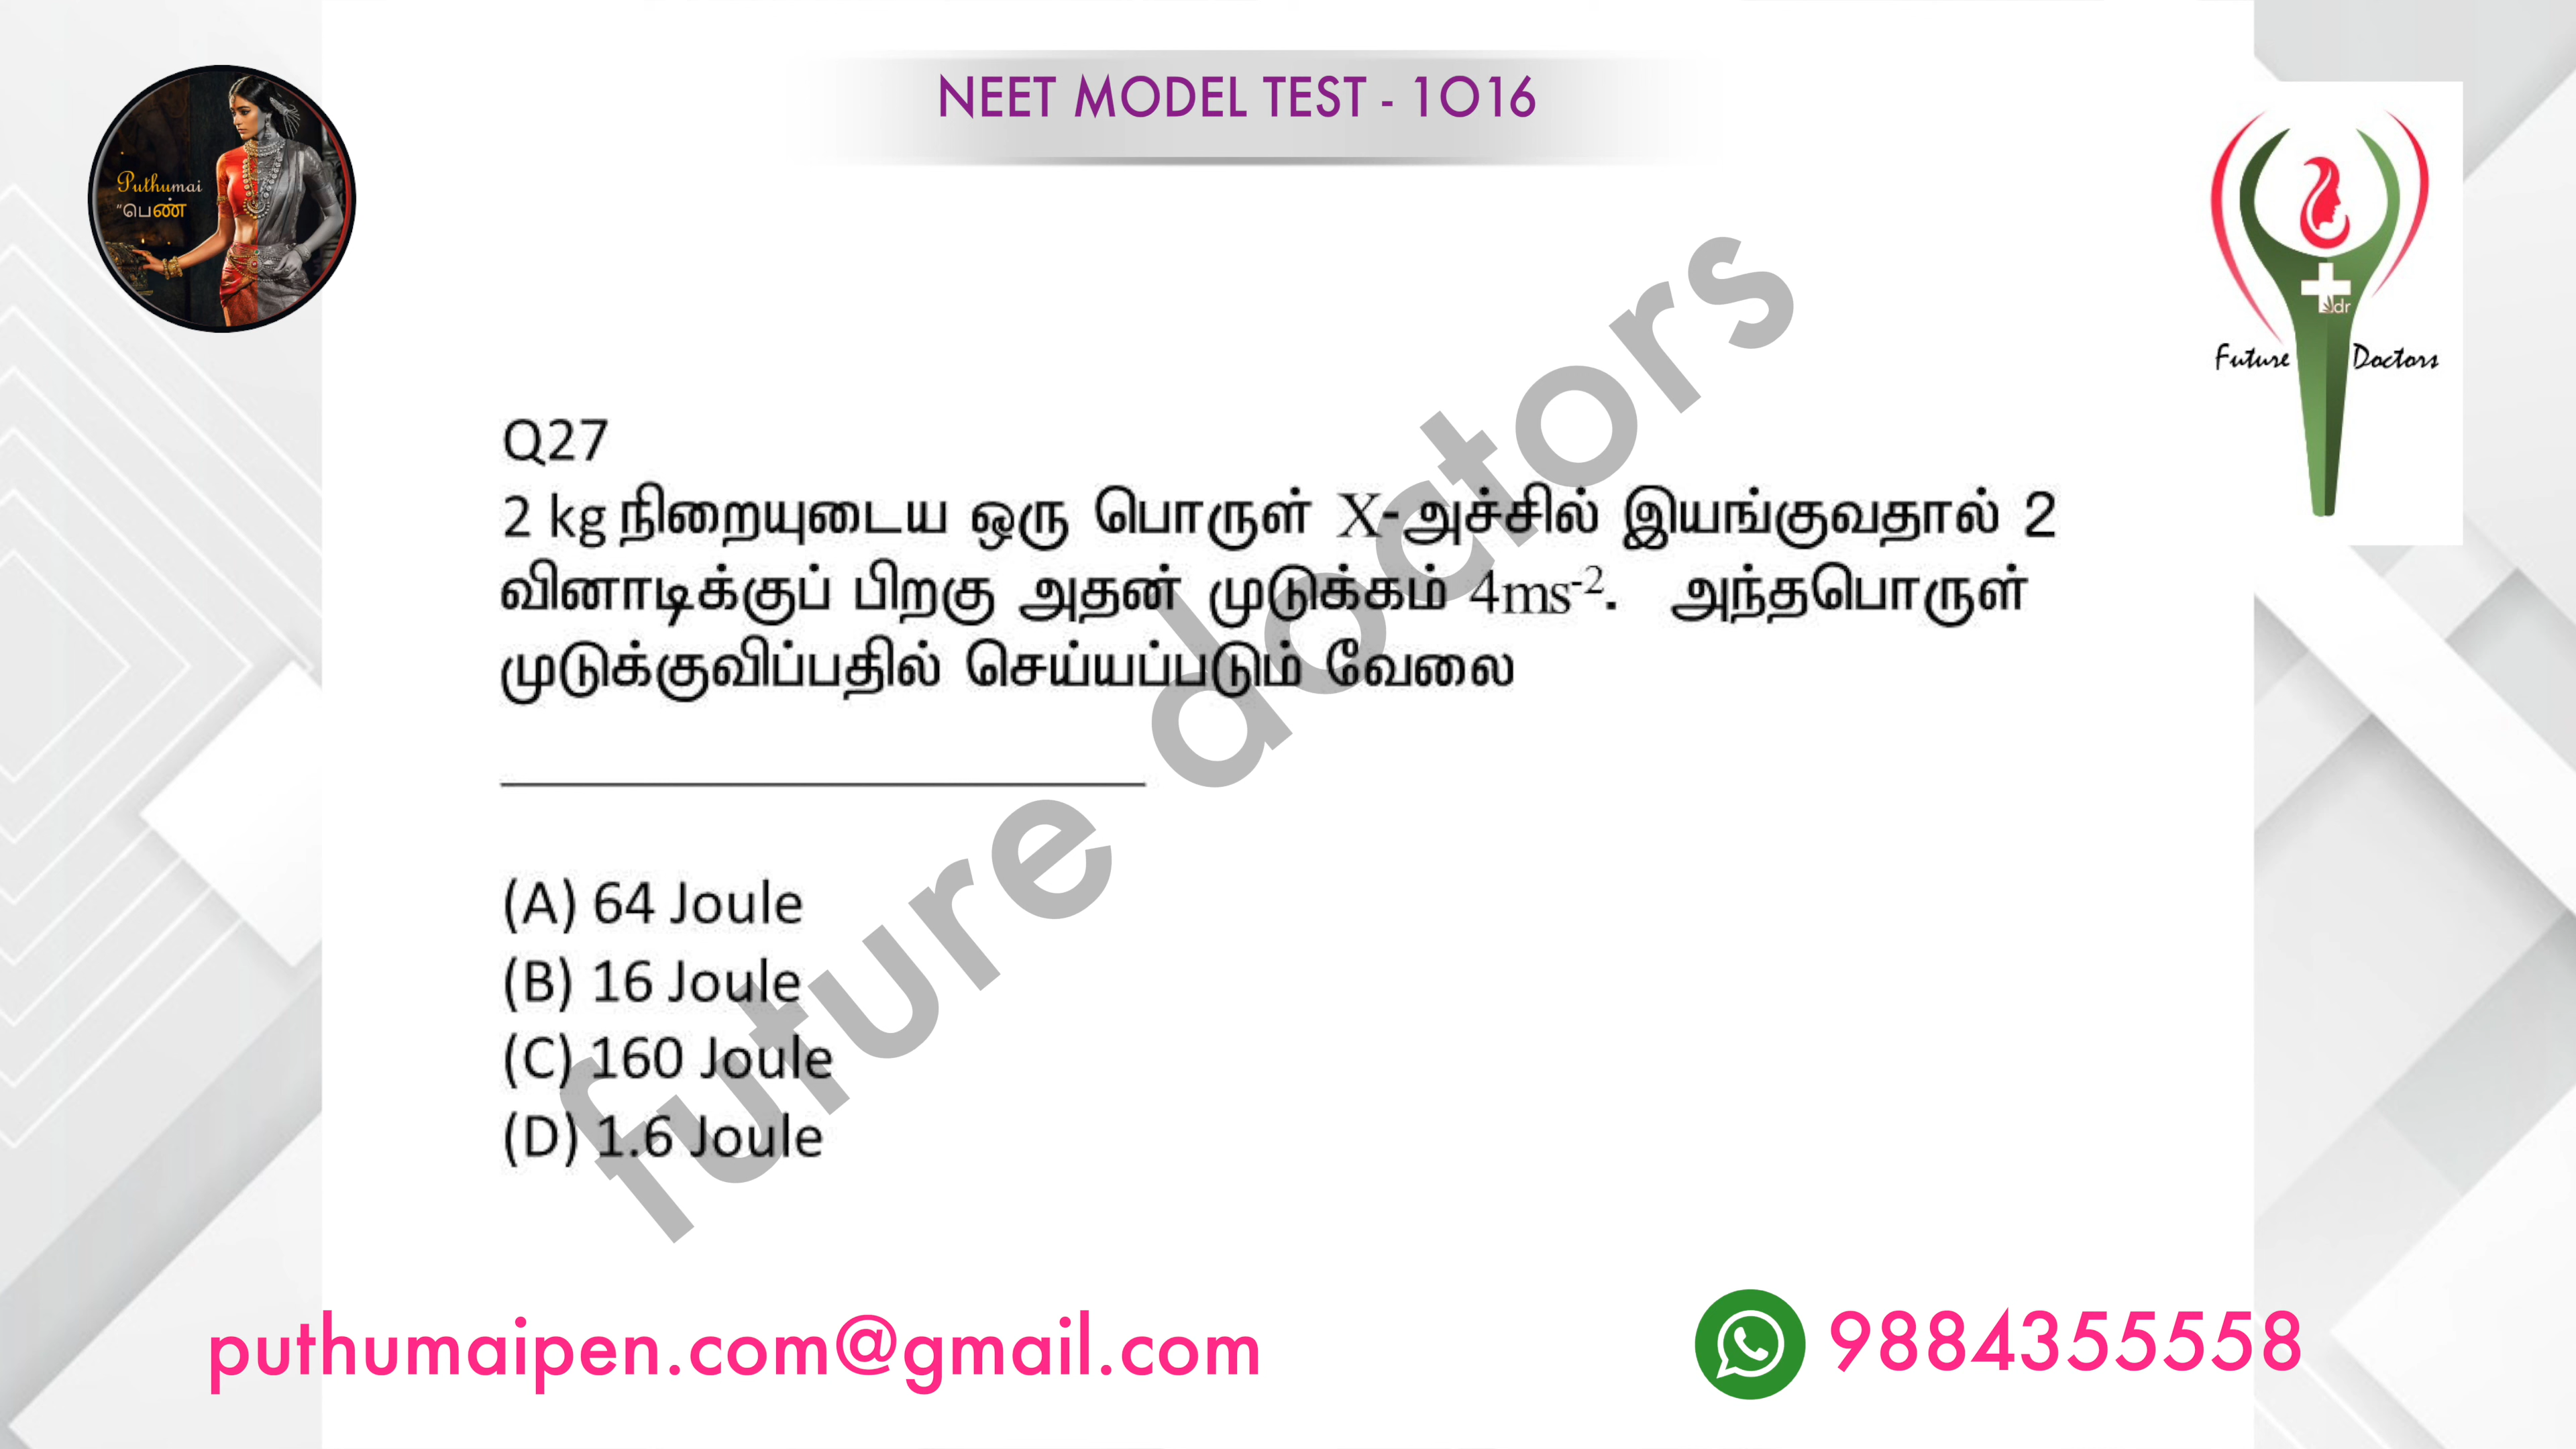 NEET MODEL TEST - 1O16
Puthumai
"பெண்
dr
Future Doctors
Q27
2 kg நிறையுடைய ஒரு பொருள் X-அச்சில் இயங்குவதால் 2
வினாடிக்குப் பிறகு அதன் முடுக்கம் 4ms⁻². அந்தபொருள்
முடுக்குவிப்பதில் செய்யப்படும் வேலை
(A) 64 Joule
(B) 16 Joule
(C) 160 Joule
(D) 1.6 Joule
future doctors
puthumaipen.com@gmail.com
9884355558